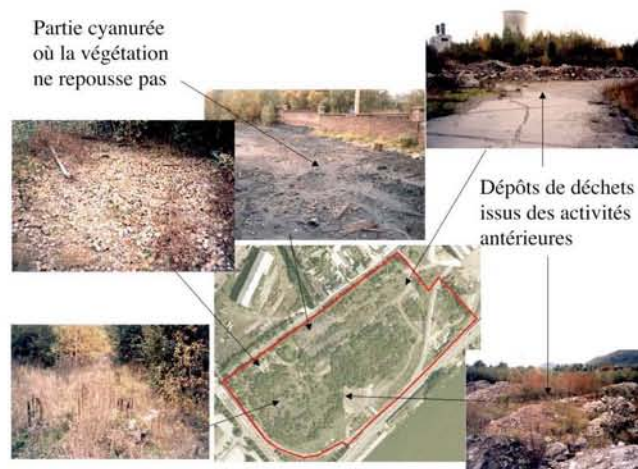 Partie cyanurée
où la végétation
ne repousse pas
Dépôts de déchets
issus des activités
antérieures